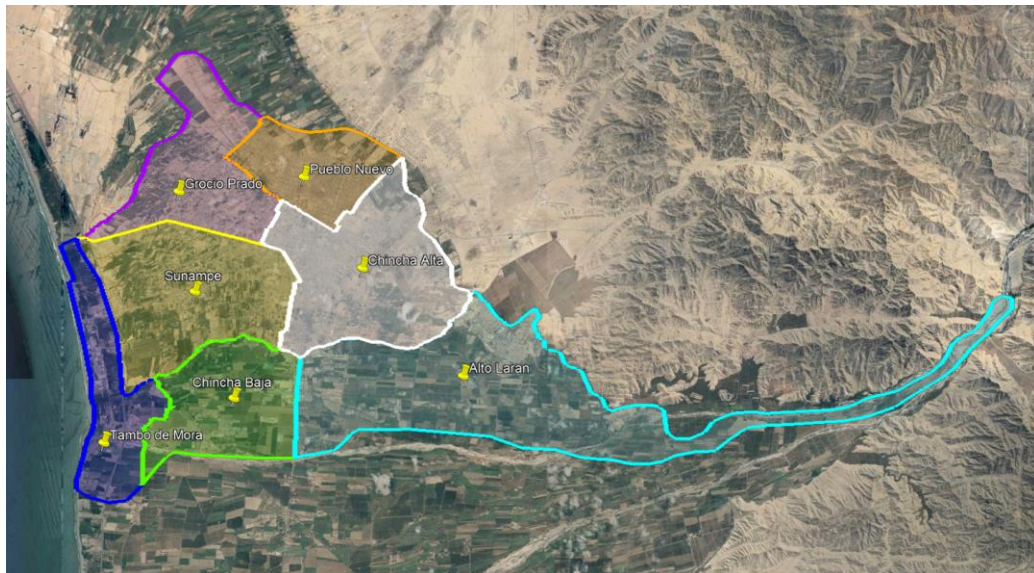 Pueblo Nuevo
Grocio Prado
Chincha Alta
Sunampe
Alto Laran
Chincha Baja
Tambo de Mora